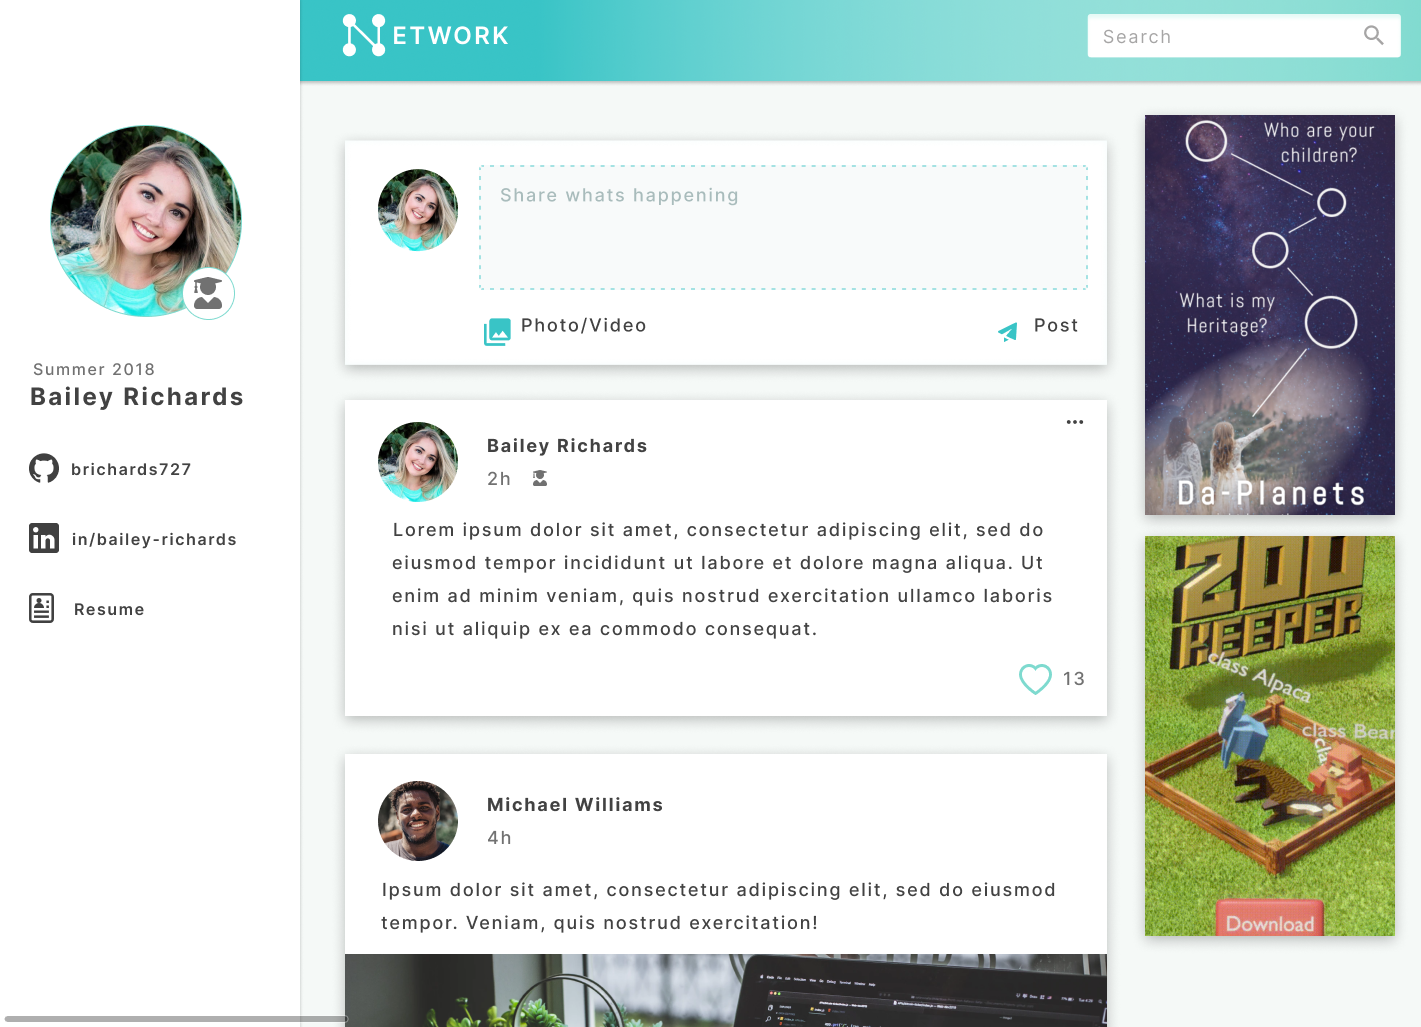 NETWORK
Search
Share whats happening
Photo/Video
Post
Summer 2018
Bailey Richards
brichards727
in/bailey-richards
Resume
Bailey Richards
2h
Lorem ipsum dolor sit amet, consectetur adipiscing elit, sed do
eiusmod tempor incididunt ut labore et dolore magna aliqua. Ut
enim ad minim veniam, quis nostrud exercitation ullamco laboris
nisi ut aliquip ex ea commodo consequat.
13
Michael Williams
4h
Ipsum dolor sit amet, consectetur adipiscing elit, sed do eiusmod
tempor. Veniam, quis nostrud exercitation!
Who are your
children?
What is my
Heritage?
Da-Planets
ZOO
KEEPER
class Alpaca
class Bear
cla
Download